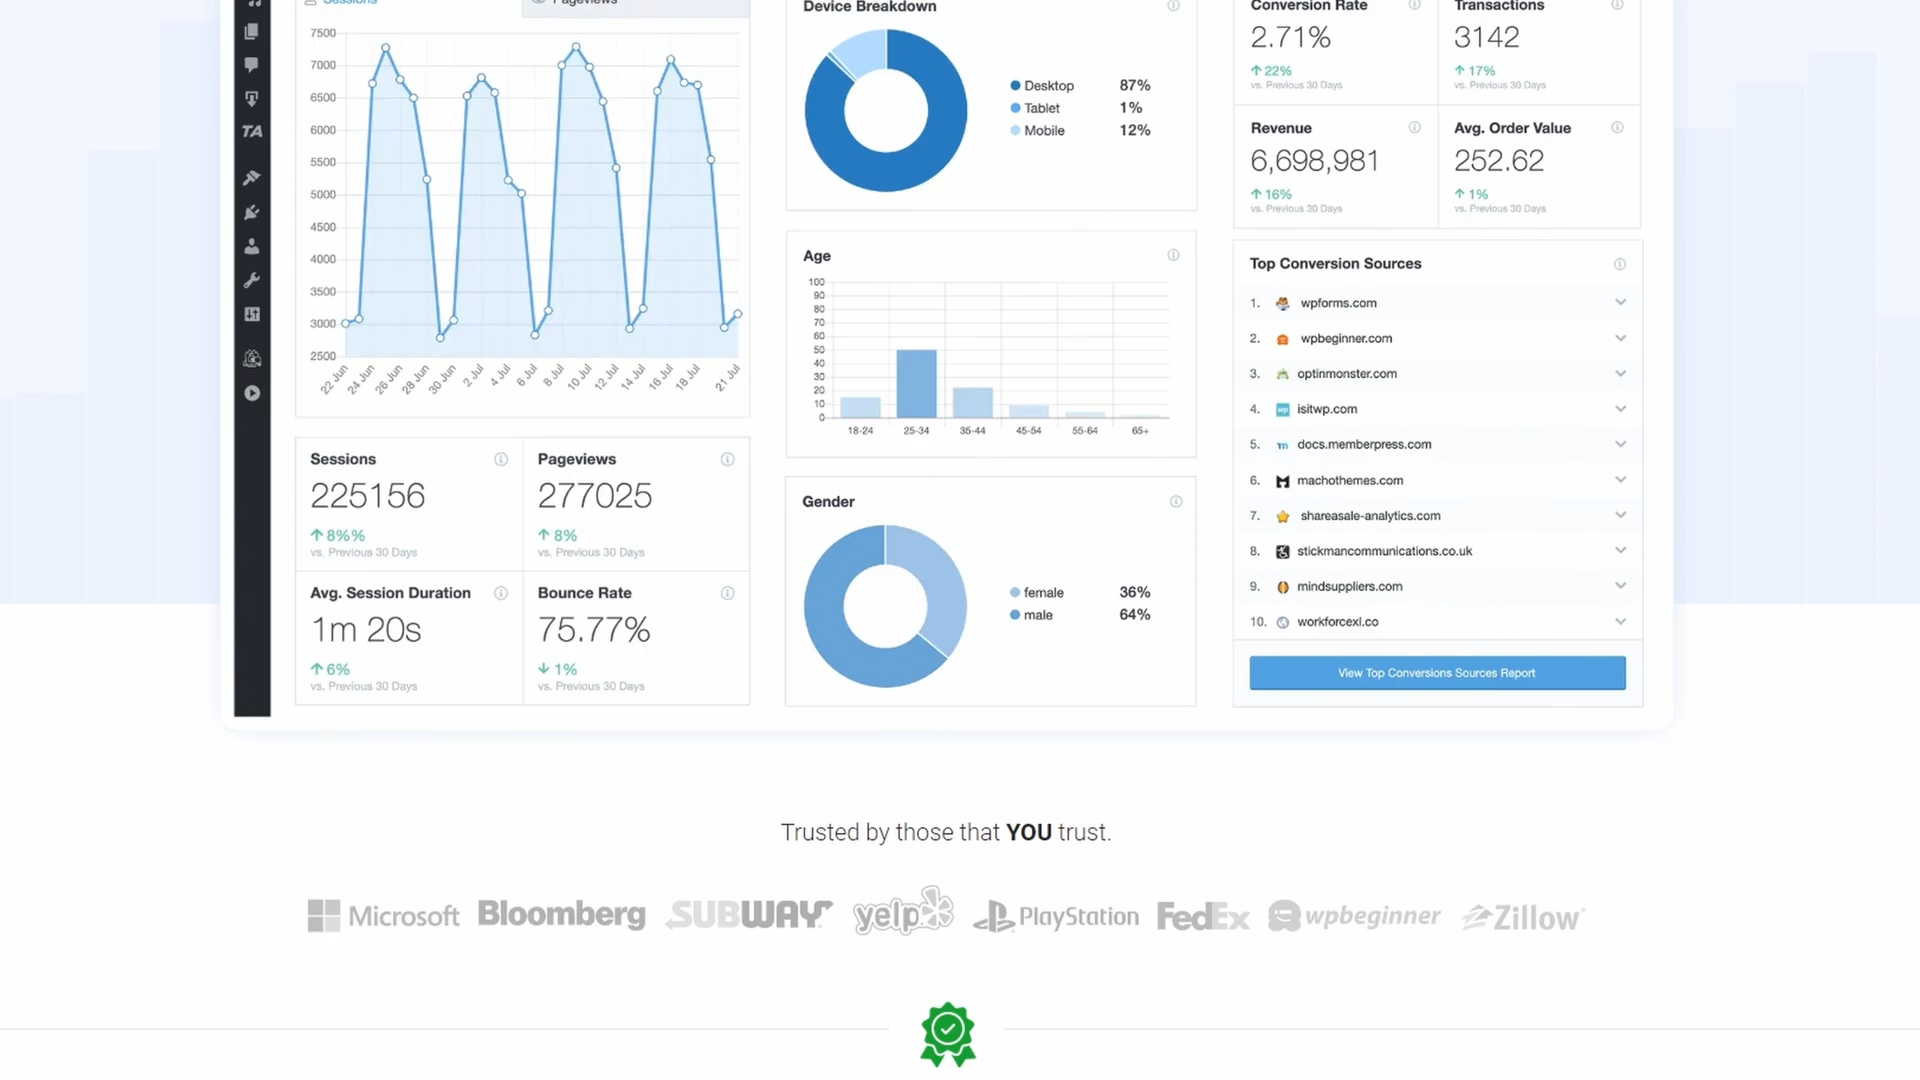 Sessions
Pageviews
7500
7000
6500
6000
5500
5000
4500
4000
3500
3000
2500
22 Jun
24 Jun
26 Jun
28 Jun
30 Jun
2 Jul
4 Jul
6 Jul
8 Jul
10 Jul
12 Jul
14 Jul
16 Jul
18 Jul
21 Jul
TA
Sessions
225156
8%%
vs. Previous 30 Days
Pageviews
277025
8%
vs. Previous 30 Days
Avg. Session Duration
1m 20s
6%
vs. Previous 30 Days
Bounce Rate
75.77%
1%
vs. Previous 30 Days
Device Breakdown
Desktop 87%
Tablet 1%
Mobile 12%
Age
100
90
80
70
60
50
40
30
20
10
0
18-24 25-34 35-44 45-54 55-64 65+
Gender
female 36%
male 64%
Conversion Rate
2.71%
22%
vs. Previous 30 Days
Transactions
3142
17%
vs. Previous 30 Days
Revenue
6,698,981
16%
vs. Previous 30 Days
Avg. Order Value
252.62
1%
vs. Previous 30 Days
Top Conversion Sources
1. wpforms.com
2. wpbeginner.com
3. optinmonster.com
4. wp isitwp.com
5. m docs.memberpress.com
6. machothemes.com
7. shareasale-analytics.com
8. stickmancommunications.co.uk
9. mindsuppliers.com
10. workforcexl.co
View Top Conversions Sources Report
Trusted by those that YOU trust.
Microsoft Bloomberg SUBWAY yelp PlayStation FedEx wpbeginner Zillow